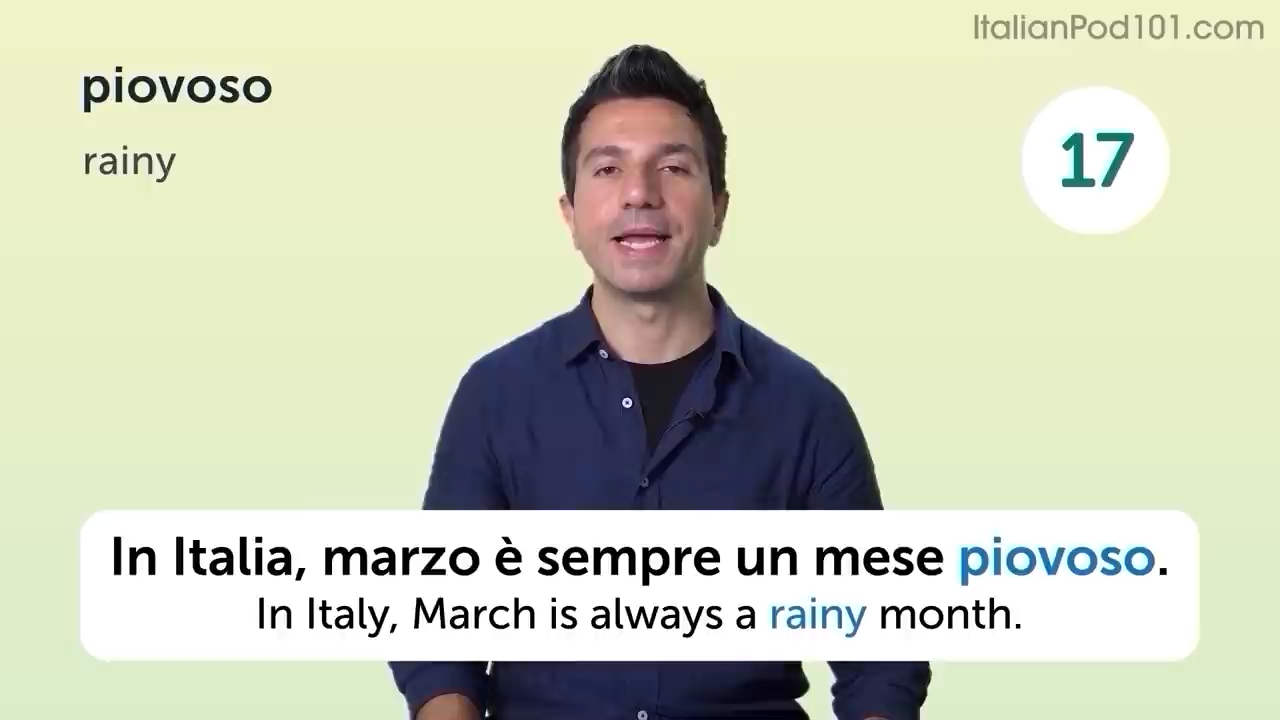 ItalianPod101.com
piovoso
rainy
17
In Italia, marzo è sempre un mese piovoso.
In Italy, March is always a rainy month.